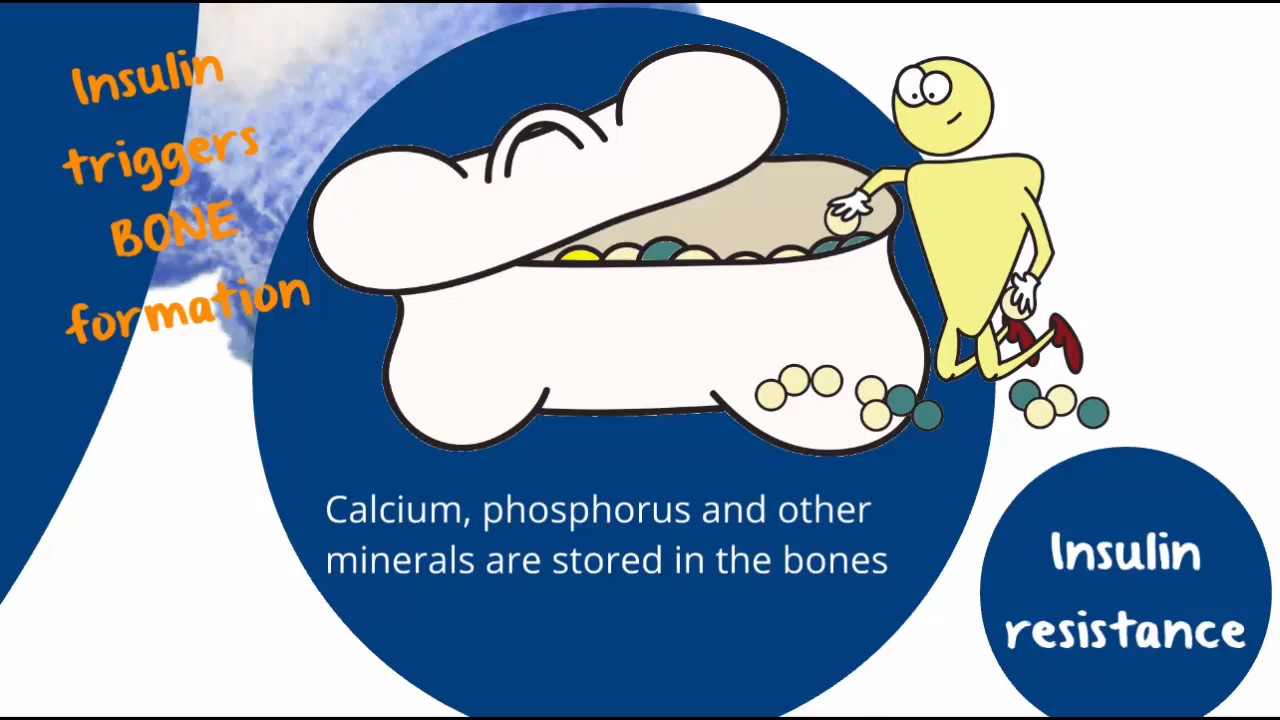 Insulin
triggers
BONE
formation
Calcium, phosphorus and other
minerals are stored in the bones
Insulin
resistance